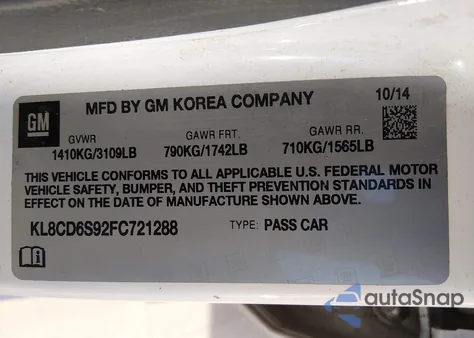 GM
MFD BY GM KOREA COMPANY
10/14
GVWR GAWR FRT. GAWR RR.
1410KG/3109LB 790KG/1742LB 710KG/1565LB
THIS VEHICLE CONFORMS TO ALL APPLICABLE U.S. FEDERAL MOTOR
VEHICLE SAFETY, BUMPER, AND THEFT PREVENTION STANDARDS IN
EFFECT ON THE DATE OF MANUFACTURE SHOWN ABOVE.
KL8CD6S92FC721288 TYPE: PASS CAR
autoSnap